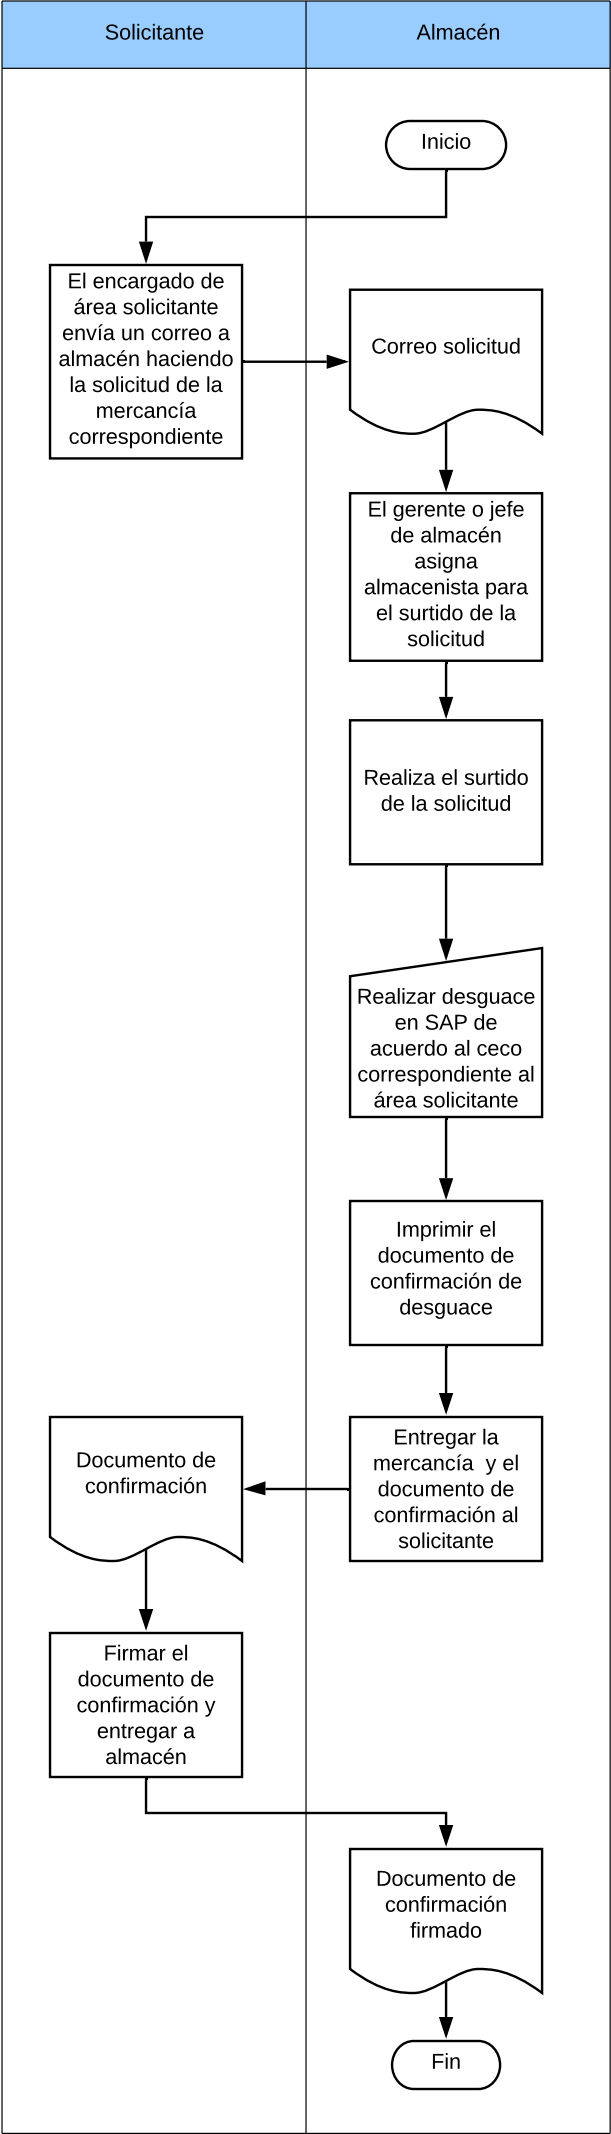 Solicitante
Almacén
Inicio
El encargado de
área solicitante
envía un correo a
almacén haciendo
la solicitud de la
mercancía
correspondiente
Correo solicitud
El gerente o jefe
de almacén
asigna
almacenista para
el surtido de la
solicitud
Realiza el surtido
de la solicitud
Realizar desguace
en SAP de
acuerdo al ceco
correspondiente al
área solicitante
Imprimir el
documento de
confirmación de
desguace
Entregar la
mercancía  y el
documento de
confirmación al
solicitante
Documento de
confirmación
Firmar el
documento de
confirmación y
entregar a
almacén
Documento de
confirmación
firmado
Fin